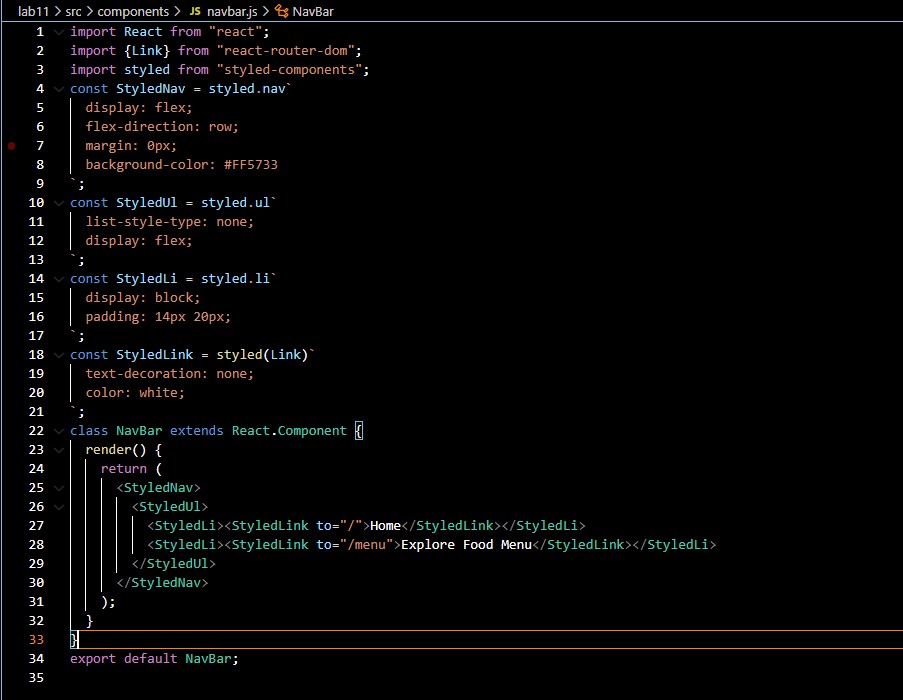 lab11 > src > components > JS navbar.js > NavBar
1 import React from "react";
2 import {Link} from "react-router-dom";
3 import styled from "styled-components";
4 const StyledNav = styled.nav`
5   display: flex;
6   flex-direction: row;
7   margin: 0px;
8   background-color: #FF5733
9 `;
10 const StyledUl = styled.ul`
11   list-style-type: none;
12   display: flex;
13 `;
14 const StyledLi = styled.li`
15   display: block;
16   padding: 14px 20px;
17 `;
18 const StyledLink = styled(Link)`
19   text-decoration: none;
20   color: white;
21 `;
22 class NavBar extends React.Component {
23   render() {
24     return (
25       <StyledNav>
26         <StyledUl>
27           <StyledLi><StyledLink to="/">Home</StyledLink></StyledLi>
28           <StyledLi><StyledLink to="/menu">Explore Food Menu</StyledLink></StyledLi>
29         </StyledUl>
30       </StyledNav>
31     );
32   }
33 }
34 export default NavBar;
35